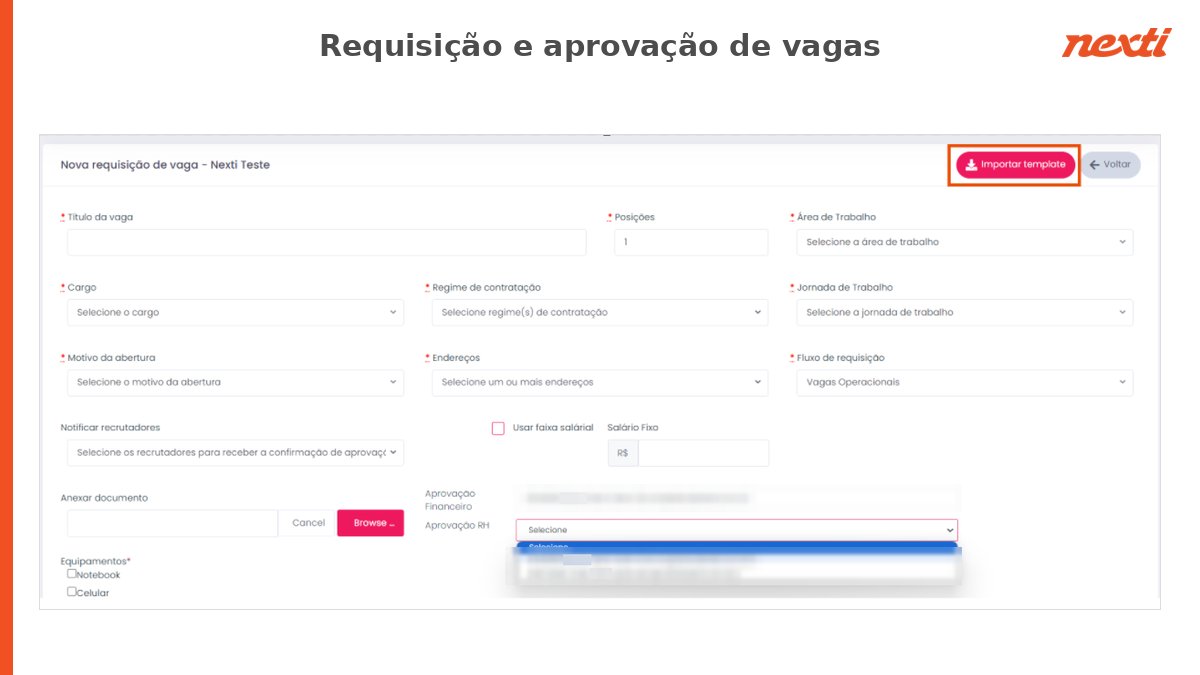 Requisição e aprovação de vagas
nexti
Nova requisição de vaga - Nexti Teste
Importar template
Voltar
* Título da vaga
* Posições
* Área de Trabalho
1
Selecione a área de trabalho
* Cargo
* Regime de contratação
* Jornada de Trabalho
Selecione o cargo
Selecione regime(s) de contratação
Selecione a jornada de trabalho
* Motivo da abertura
* Endereços
* Fluxo de requisição
Selecione o motivo da abertura
Selecione um ou mais endereços
Vagas Operacionais
Notificar recrutadores
Usar faixa salárial
Salário Fixo
Selecione os recrutadores para receber a confirmação de aprovaçã
R$
Anexar documento
Aprovação
Financeiro
Cancel
Browse ...
Aprovação RH
Selecione
Selecione
Equipamentos*
Notebook
Celular